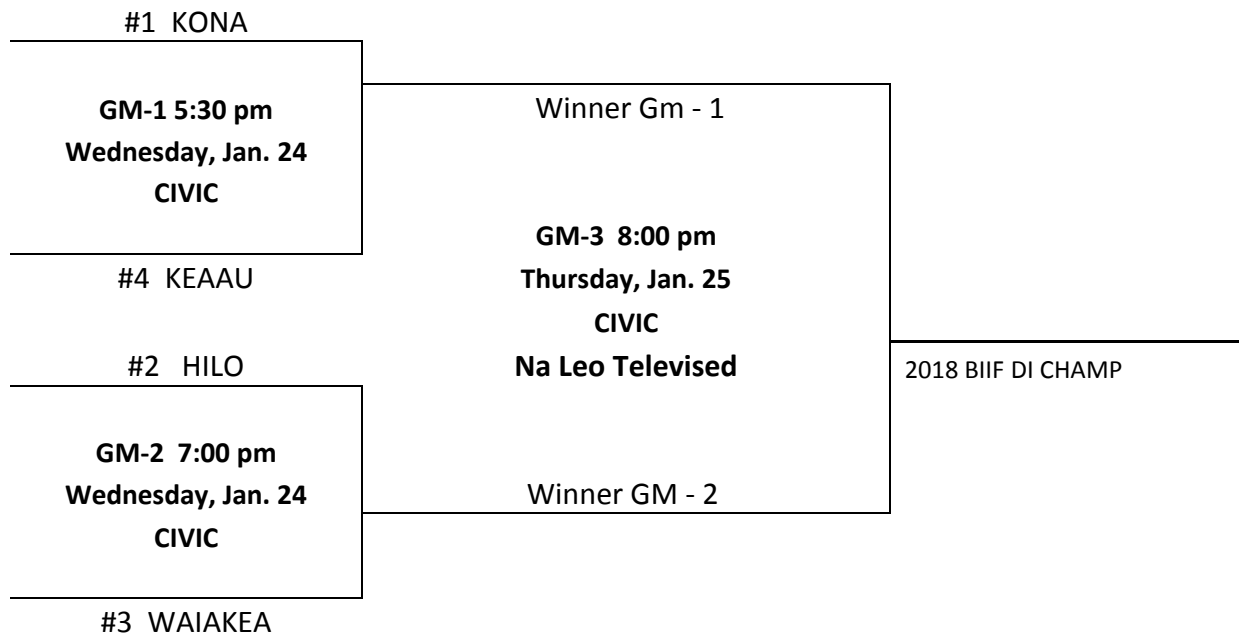 #1 KONA
GM-1 5:30 pm
Wednesday, Jan. 24
CIVIC
#4 KEAAU
#2 HILO
GM-2 7:00 pm
Wednesday, Jan. 24
CIVIC
#3 WAIAKEA
Winner Gm - 1
GM-3 8:00 pm
Thursday, Jan. 25
CIVIC
Na Leo Televised
Winner GM - 2
2018 BIIF DI CHAMP